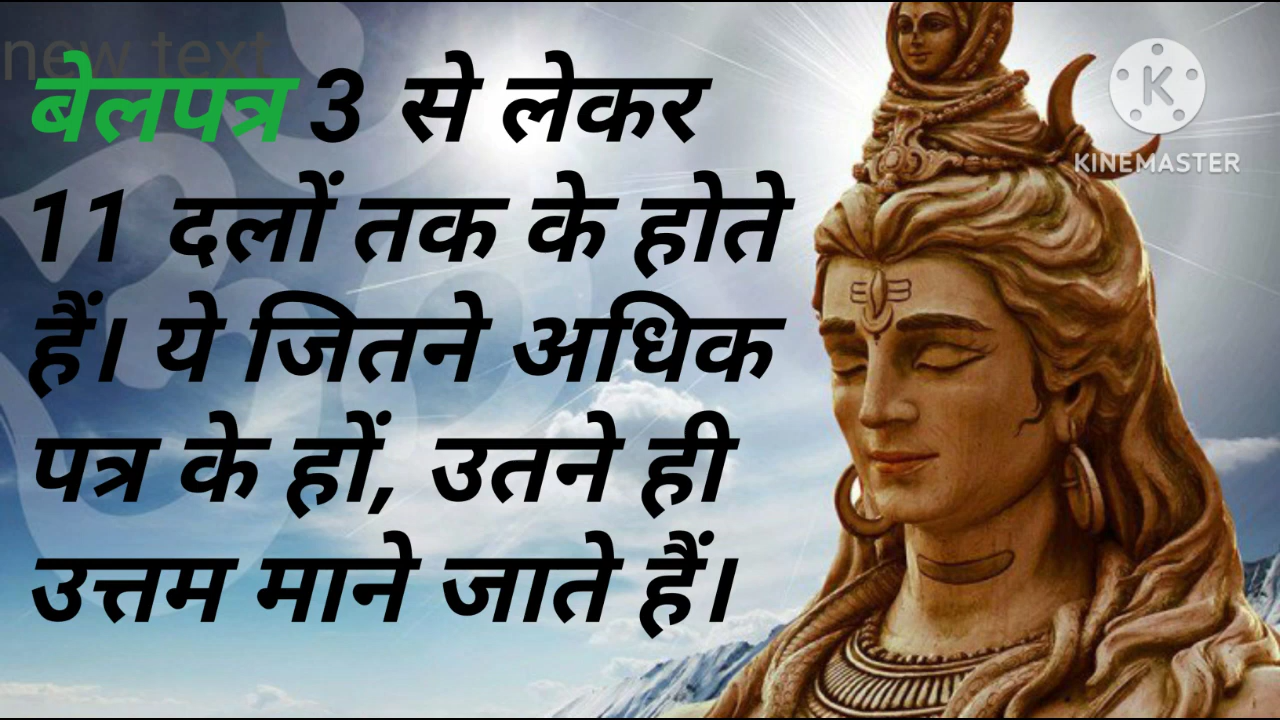 new text
बेलपत्र 3 से लेकर
11 दलों तक के होते
हैं। ये जितने अधिक
पत्र के हों, उतने ही
उत्तम माने जाते हैं।
K
KINEMASTER